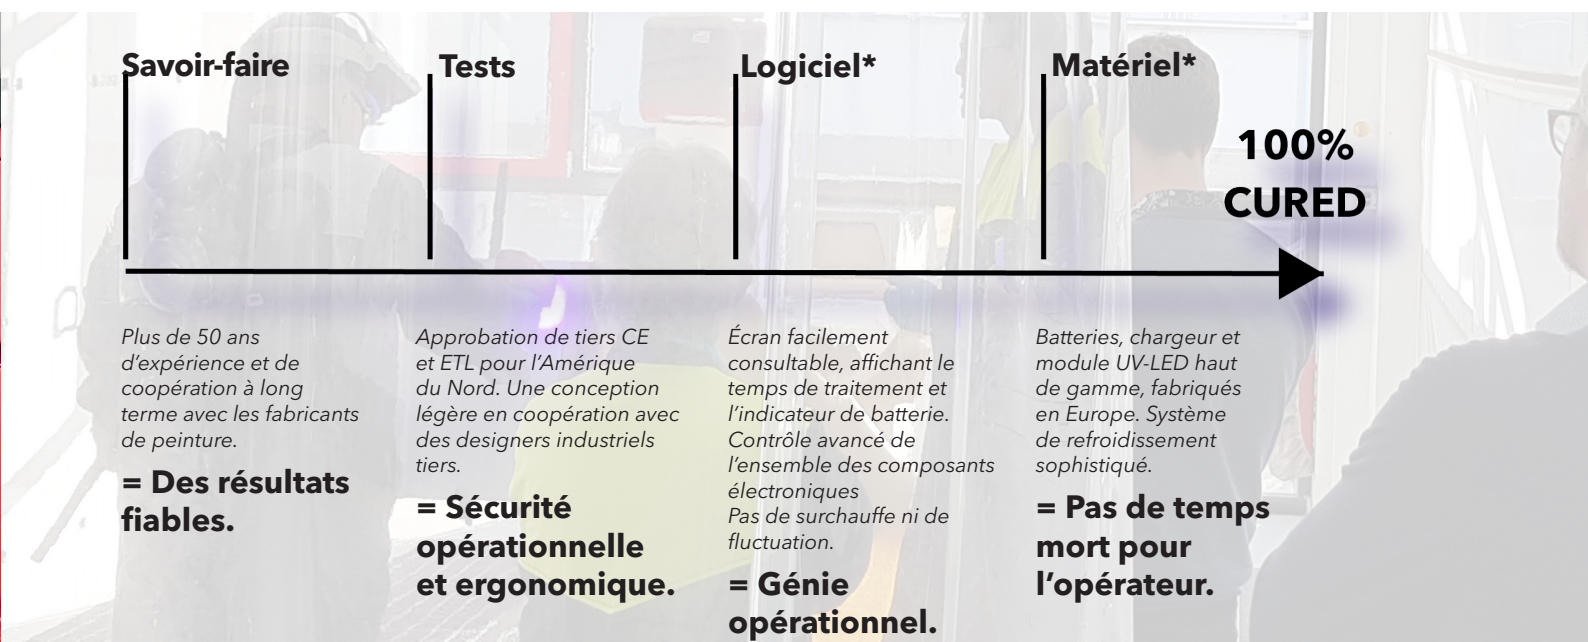 Savoir-faire
Plus de 50 ans
d’expérience et de
coopération à long
terme avec les fabricants
de peinture.
= Des résultats
fiables.
Tests
Approbation de tiers CE
et ETL pour l’Amérique
du Nord. Une conception
légère en coopération avec
des designers industriels
tiers.
= Sécurité
opérationnelle
et ergonomique.
Logiciel*
Écran facilement
consultable, affichant le
temps de traitement et
l’indicateur de batterie.
Contrôle avancé de
l’ensemble des composants
électroniques
Pas de surchauffe ni de
fluctuation.
= Génie
opérationnel.
Matériel*
Batteries, chargeur et
module UV-LED haut
de gamme, fabriqués
en Europe. Système
de refroidissement
sophistiqué.
= Pas de temps
mort pour
l’opérateur.
100%
CURED